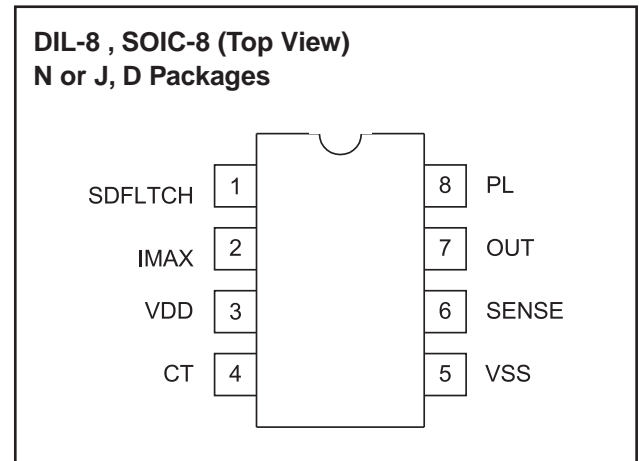 DIL-8 , SOIC-8 (Top View)
N or J, D Packages
SDFLTCH 1 8 PL
IMAX 2 7 OUT
VDD 3 6 SENSE
CT 4 5 VSS